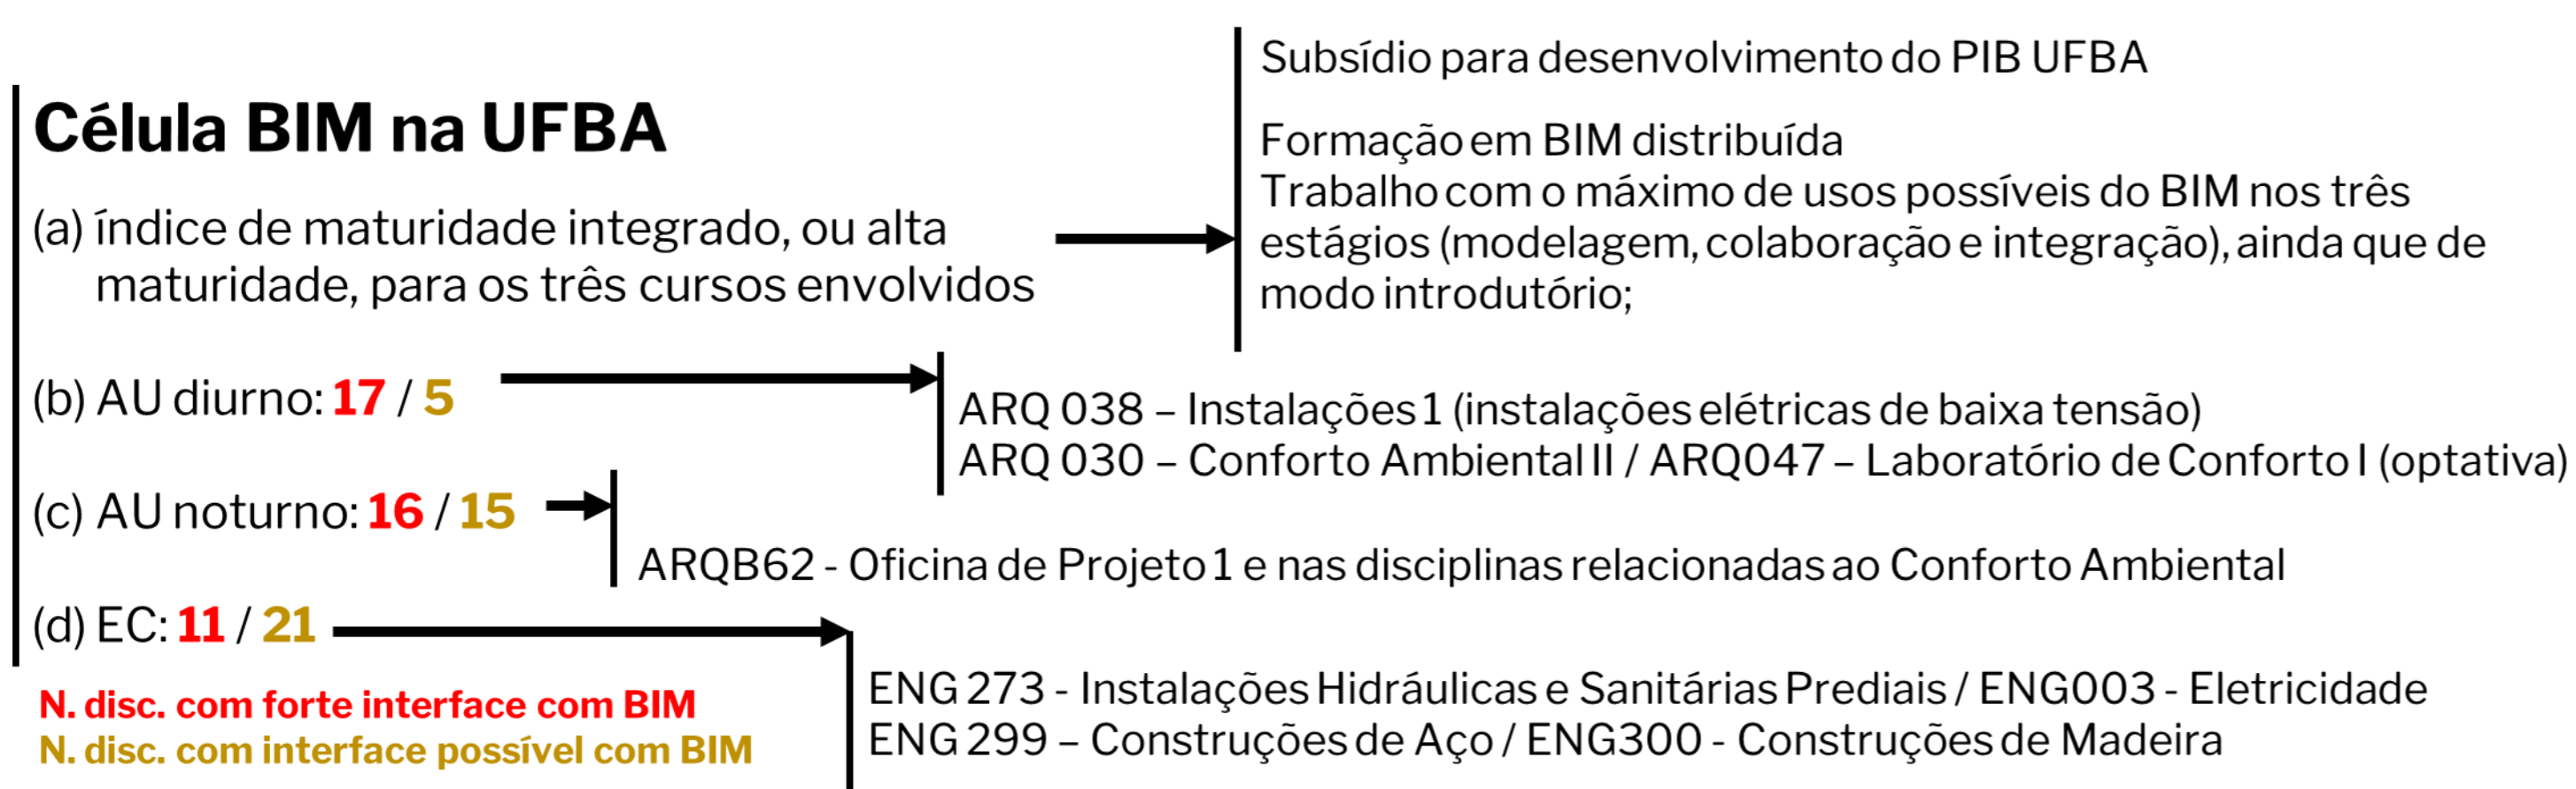 Célula BIM na UFBA
(a) índice de maturidade integrado, ou alta
maturidade, para os três cursos envolvidos
Subsídio para desenvolvimento do PIB UFBA
Formação em BIM distribuída
Trabalho com o máximo de usos possíveis do BIM nos três
estágios (modelagem, colaboração e integração), ainda que de
modo introdutório;
(b) AU diurno: 17 / 5
ARQ 038 – Instalações 1 (instalações elétricas de baixa tensão)
ARQ 030 – Conforto Ambiental II / ARQ047 – Laboratório de Conforto I (optativa)
(c) AU noturno: 16 / 15
ARQB62 - Oficina de Projeto 1 e nas disciplinas relacionadas ao Conforto Ambiental
(d) EC: 11 / 21
ENG 273 - Instalações Hidráulicas e Sanitárias Prediais / ENG003 - Eletricidade
ENG 299 – Construções de Aço / ENG300 - Construções de Madeira
N. disc. com forte interface com BIM
N. disc. com interface possível com BIM